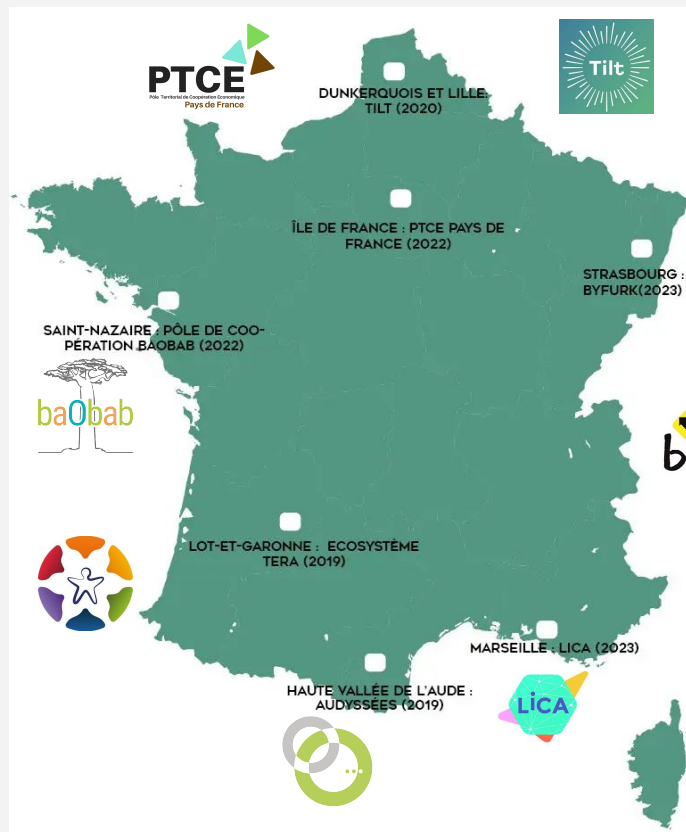 PTCE
Pôle Territorial de Coopération Economique
Pays de France
Tilt
DUNKERQUOIS ET LILLE:
TILT (2020)
ÎLE DE FRANCE : PTCE PAYS DE
FRANCE (2022)
STRASBOURG :
BYFURK(2023)
SAINT-NAZAIRE : PÔLE DE COO-
PÉRATION BAOBAB (2022)
baObab
b
LOT-ET-GARONNE : ECOSYSTÈME
TERA (2019)
MARSEILLE : LICA (2023)
HAUTE VALLÉE DE L'AUDE :
AUDYSSÉES (2019)
LiCA